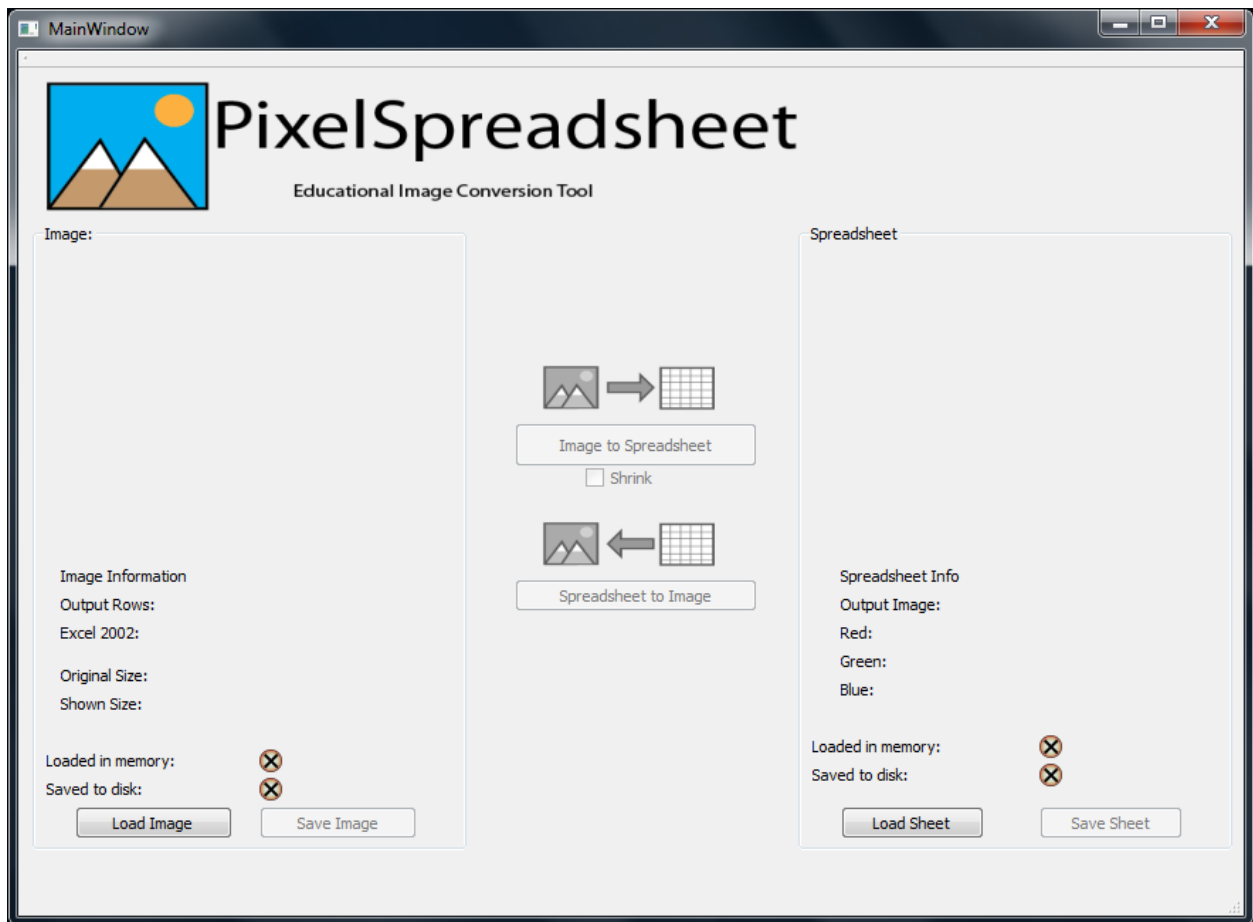 MainWindow
PixelSpreadsheet
Educational Image Conversion Tool
Image:
Image Information
Output Rows:
Excel 2002:
Original Size:
Shown Size:
Loaded in memory:
Saved to disk:
Load Image
Save Image
Image to Spreadsheet
Shrink
Spreadsheet to Image
Spreadsheet
Spreadsheet Info
Output Image:
Red:
Green:
Blue:
Loaded in memory:
Saved to disk:
Load Sheet
Save Sheet